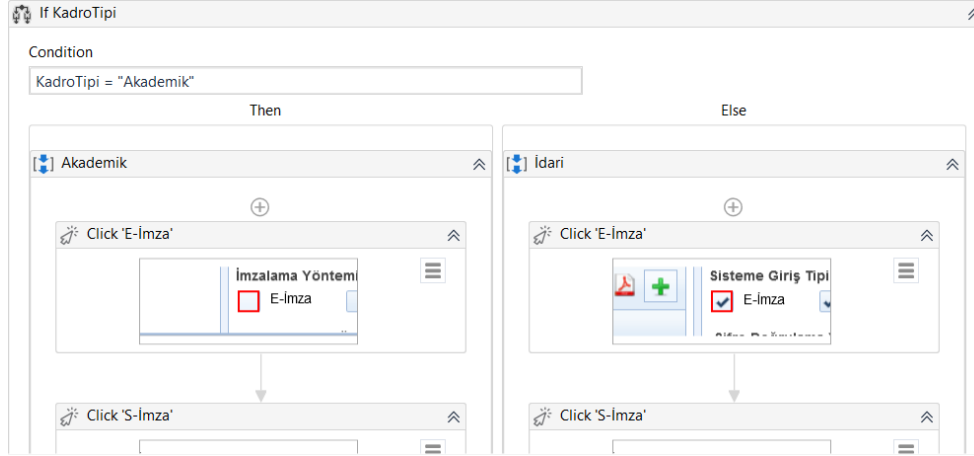 If KadroTipi
Condition
KadroTipi = "Akademik"
Then
Else
Akademik
İdari
Click 'E-İmza'
Click 'E-İmza'
İmzalama Yöntemi
E-İmza
Sisteme Giriş Tipi
E-İmza
Click 'S-İmza'
Click 'S-İmza'